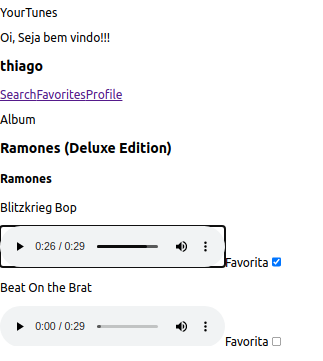 YourTunes
Oi, Seja bem vindo!!!
thiago
SearchFavoritesProfile
Album
Ramones (Deluxe Edition)
Ramones
Blitzkrieg Bop
0:26 / 0:29
Favorita
Beat On the Brat
0:00 / 0:29
Favorita